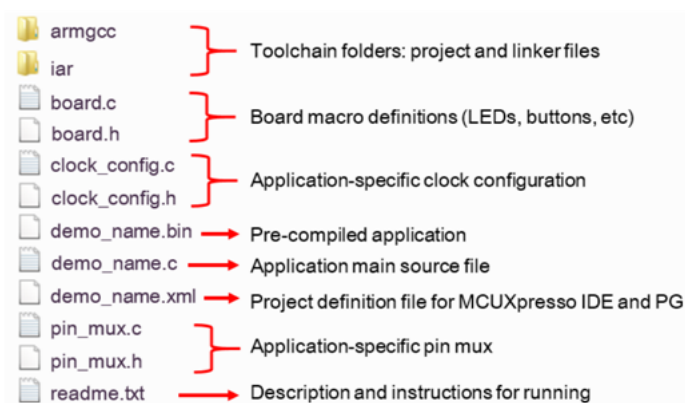 armgcc
Toolchain folders: project and linker files
iar
board.c
Board macro definitions (LEDs, buttons, etc)
board.h
clock_config.c
Application-specific clock configuration
clock_config.h
demo_name.bin Pre-compiled application
demo_name.c Application main source file
demo_name.xml Project definition file for MCUXpresso IDE and PG
pin_mux.c
Application-specific pin mux
pin_mux.h
readme.txt Description and instructions for running